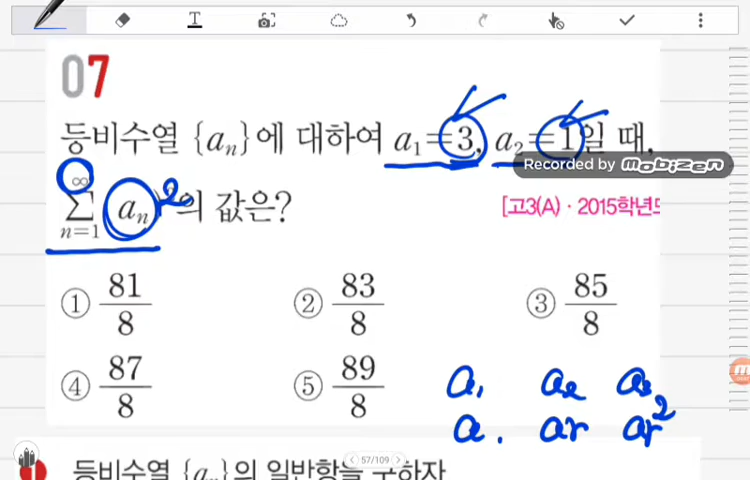 07
등비수열 {aₙ}에 대하여 a₁=3, a₂=1일 때,
Recorded by mobizen
∞
∑ (aₙ)²의 값은?
n=1
[고3(A)·2015학년도
① 81/8 ② 83/8 ③ 85/8
④ 87/8 ⑤ 89/8
a₁ a₂ a₃
a. ar ar²
57/109
등비수열 {aₙ}의 일반항을 구하자